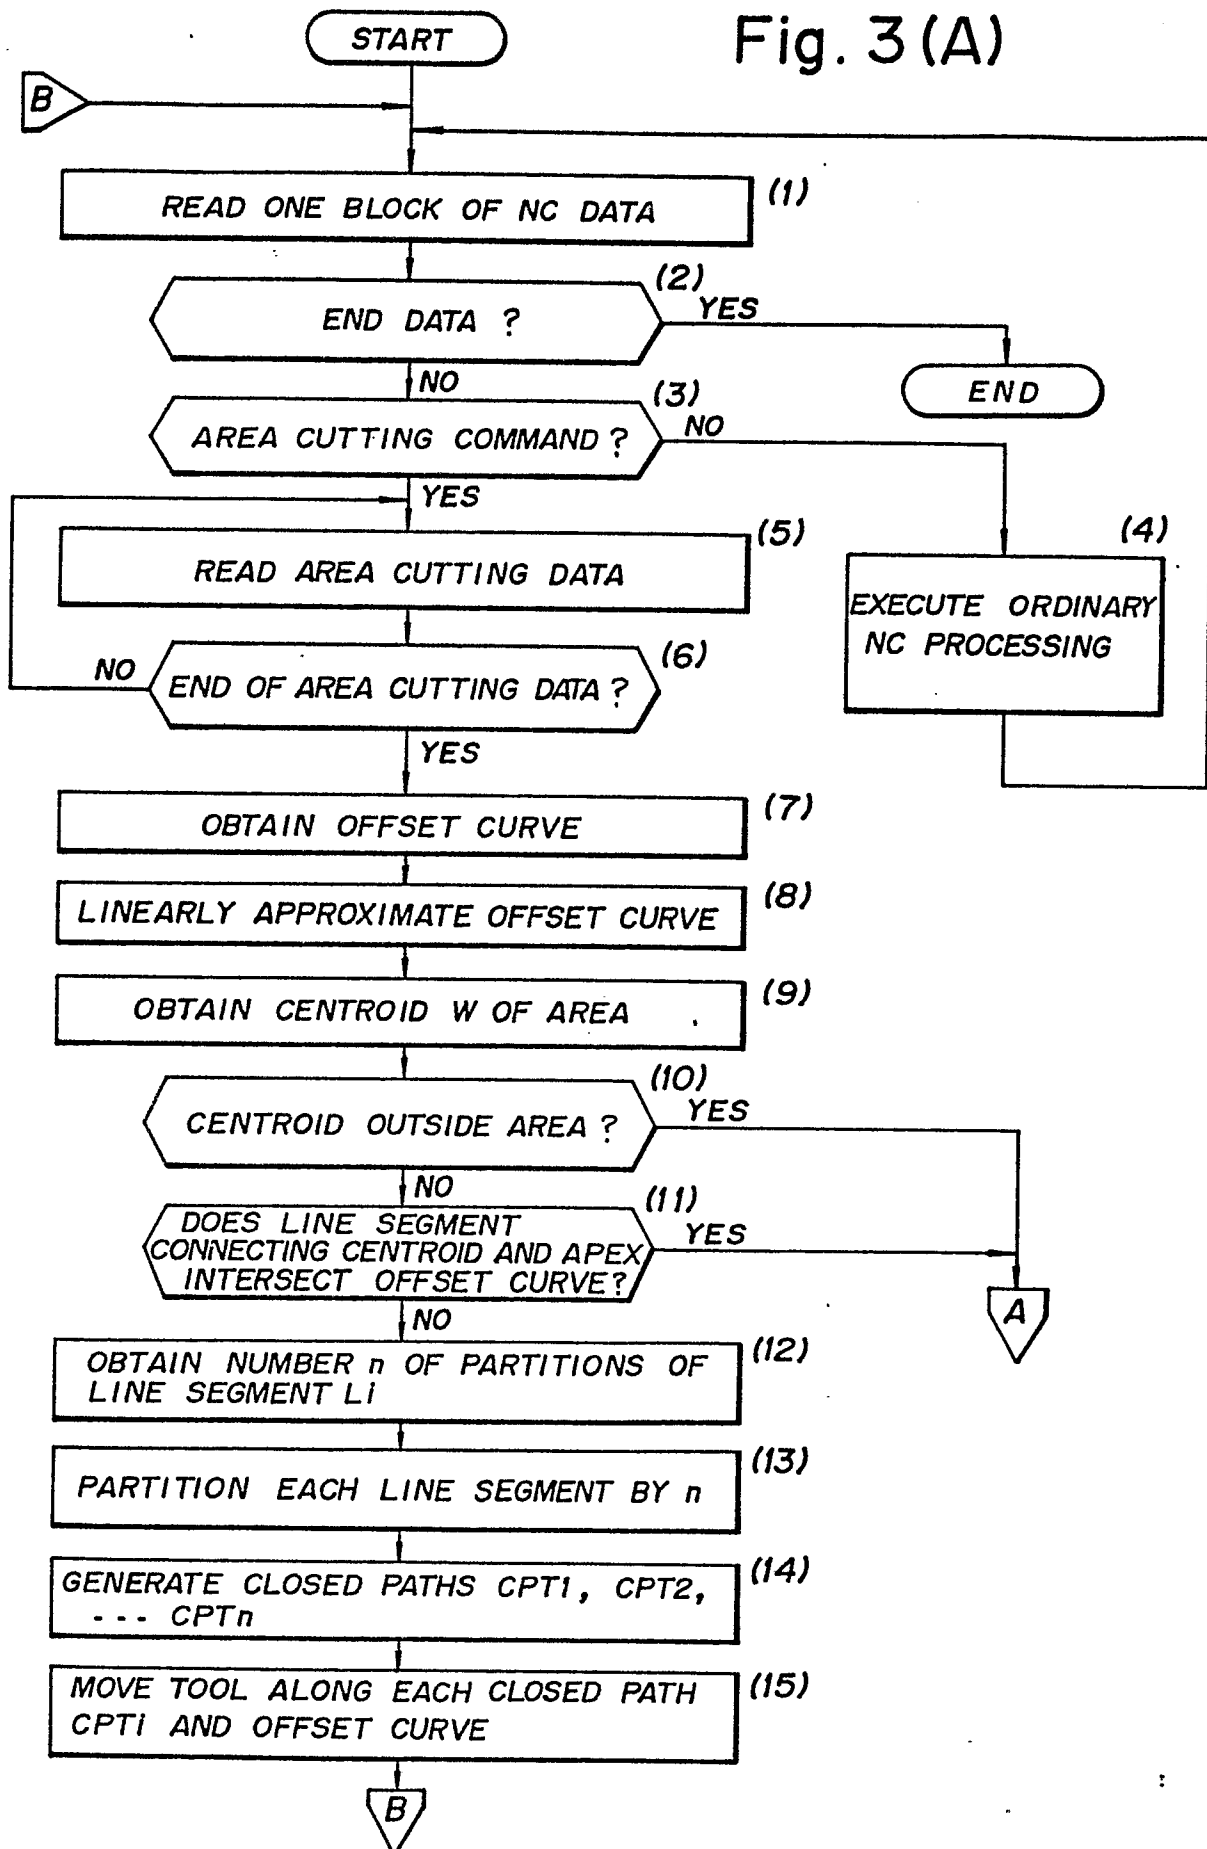 Fig. 3(A)
START
B
(1)
READ ONE BLOCK OF NC DATA
(2)
END DATA ?
YES
NO
END
(3)
AREA CUTTING COMMAND ?
NO
YES
(4)
EXECUTE ORDINARY
NC PROCESSING
(5)
READ AREA CUTTING DATA
(6)
END OF AREA CUTTING DATA ?
NO
YES
(7)
OBTAIN OFFSET CURVE
(8)
LINEARLY APPROXIMATE OFFSET CURVE
(9)
OBTAIN CENTROID W OF AREA
(10)
CENTROID OUTSIDE AREA ?
YES
NO
(11)
DOES LINE SEGMENT
CONNECTING CENTROID AND APEX
INTERSECT OFFSET CURVE?
YES
NO
A
(12)
OBTAIN NUMBER n OF PARTITIONS OF
LINE SEGMENT Li
(13)
PARTITION EACH LINE SEGMENT BY n
(14)
GENERATE CLOSED PATHS CPT1, CPT2,
--- CPTn
(15)
MOVE TOOL ALONG EACH CLOSED PATH
CPTi AND OFFSET CURVE
B